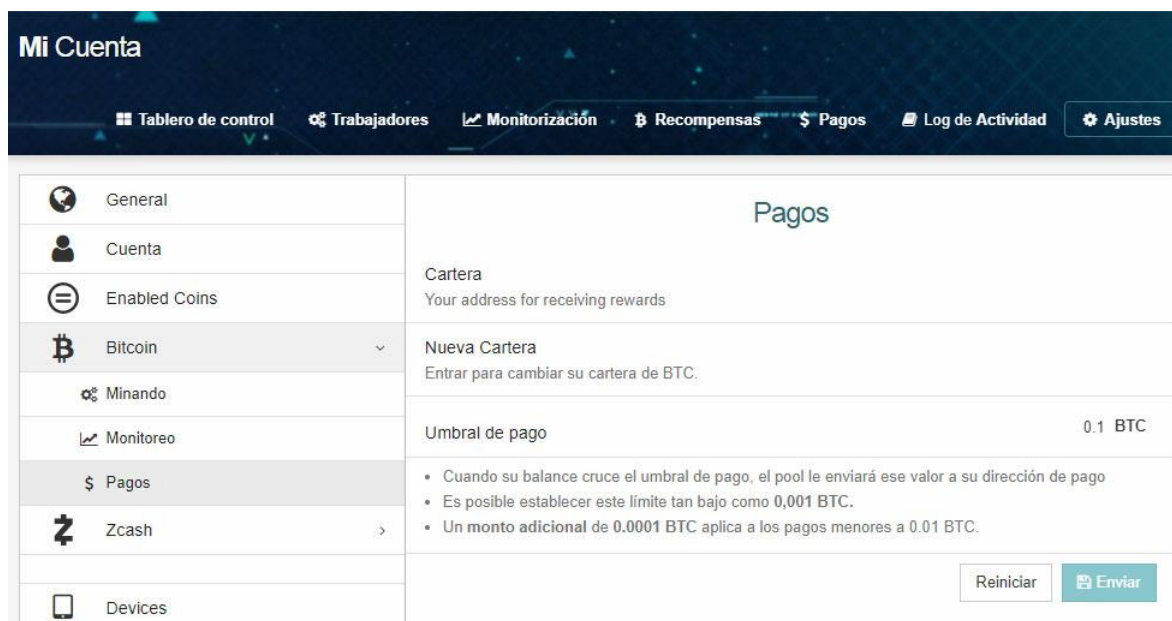 Mi Cuenta
Tablero de control Trabajadores Monitorización Recompensas $ Pagos Log de Actividad Ajustes
General
Cuenta
Enabled Coins
Bitcoin
Minando
Monitoreo
$ Pagos
Zcash
Devices
Pagos
Cartera
Your address for receiving rewards
Nueva Cartera
Entrar para cambiar su cartera de BTC.
Umbral de pago 0.1 BTC
• Cuando su balance cruce el umbral de pago, el pool le enviará ese valor a su dirección de pago
• Es posible establecer este límite tan bajo como 0,001 BTC.
• Un monto adicional de 0.0001 BTC aplica a los pagos menores a 0.01 BTC.
Reiniciar Enviar